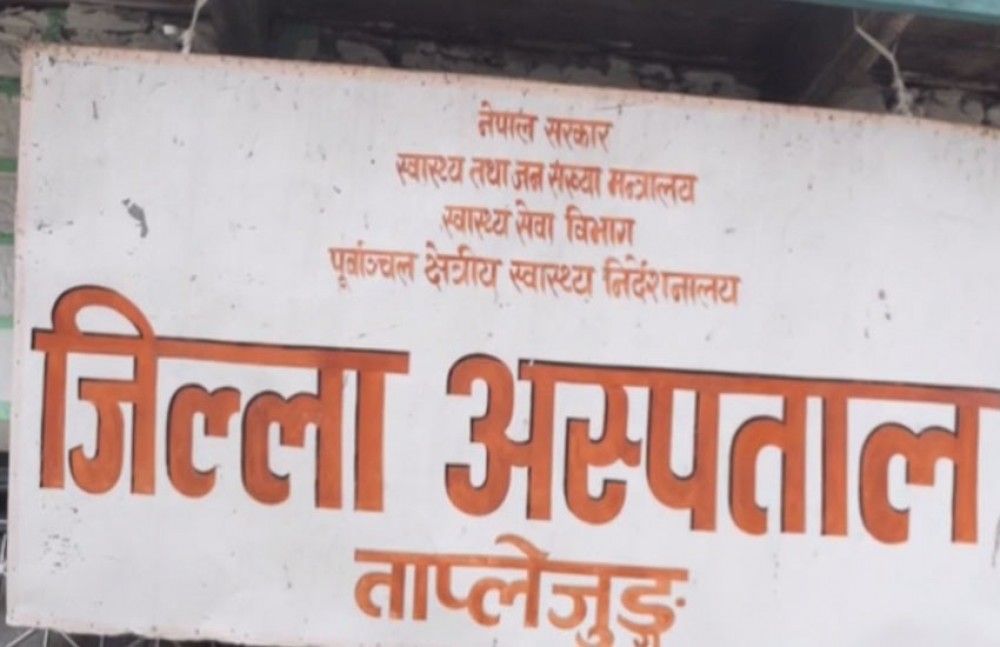 नेपाल सरकार
स्वास्थ्य तथा जन संख्या मन्त्रालय
स्वास्थ्य सेवा विभाग
पूर्वाञ्चल क्षेत्रीय स्वास्थ्य निर्देशनालय
जिल्ला अस्पताल
ताप्लेजुङ्ग